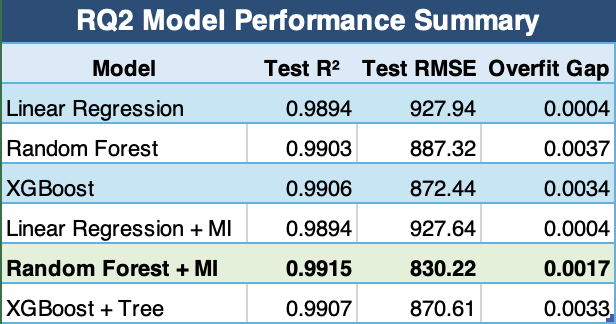 RQ2 Model Performance Summary
Model Test R² Test RMSE Overfit Gap
Linear Regression 0.9894 927.94 0.0004
Random Forest 0.9903 887.32 0.0037
XGBoost 0.9906 872.44 0.0034
Linear Regression + MI 0.9894 927.64 0.0004
Random Forest + MI 0.9915 830.22 0.0017
XGBoost + Tree 0.9907 870.61 0.0033